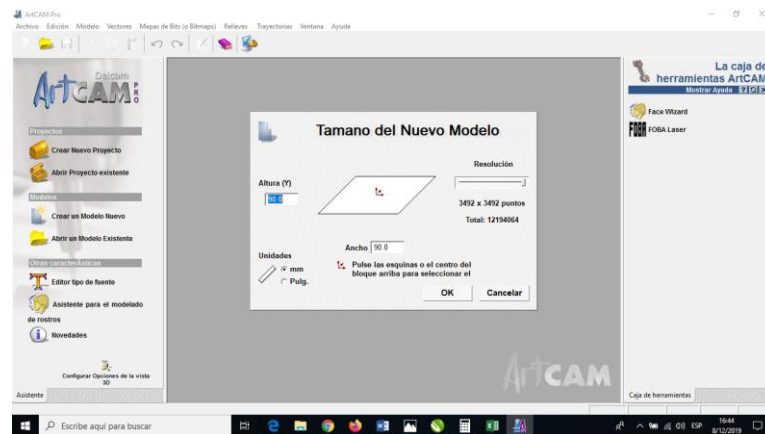 ArtCAM Pro
Archivo Edición Modelo Vectores Mapas de Bits (o Bitmaps) Relieves Trayectorias Ventana Ayuda
Delcam
ArtCAM PRO
Proyectos
Crear Nuevo Proyecto
Abrir Proyecto existente
Modelos
Crear un Modelo Nuevo
Abrir un Modelo Existente
Otras características
Editor tipo de fuente
Asistente para el modelado
de rostros
Novedades
Configurar Opciones de la vista
3D
Asistente
Tamano del Nuevo Modelo
Resolución
Altura (Y)
90.0
3492 x 3492 puntos
Total: 12194064
Ancho 90.0
Unidades
mm
Pulg.
Pulse las esquinas o el centro del
bloque arriba para seleccionar el
OK Cancelar
ArtCAM
La caja de
herramientas ArtCAM
Mostrar Ayuda
Face Wizard
FOBA FOBA Laser
Caja de herramientas
Escribe aquí para buscar
ESP
16:44
8/12/2019